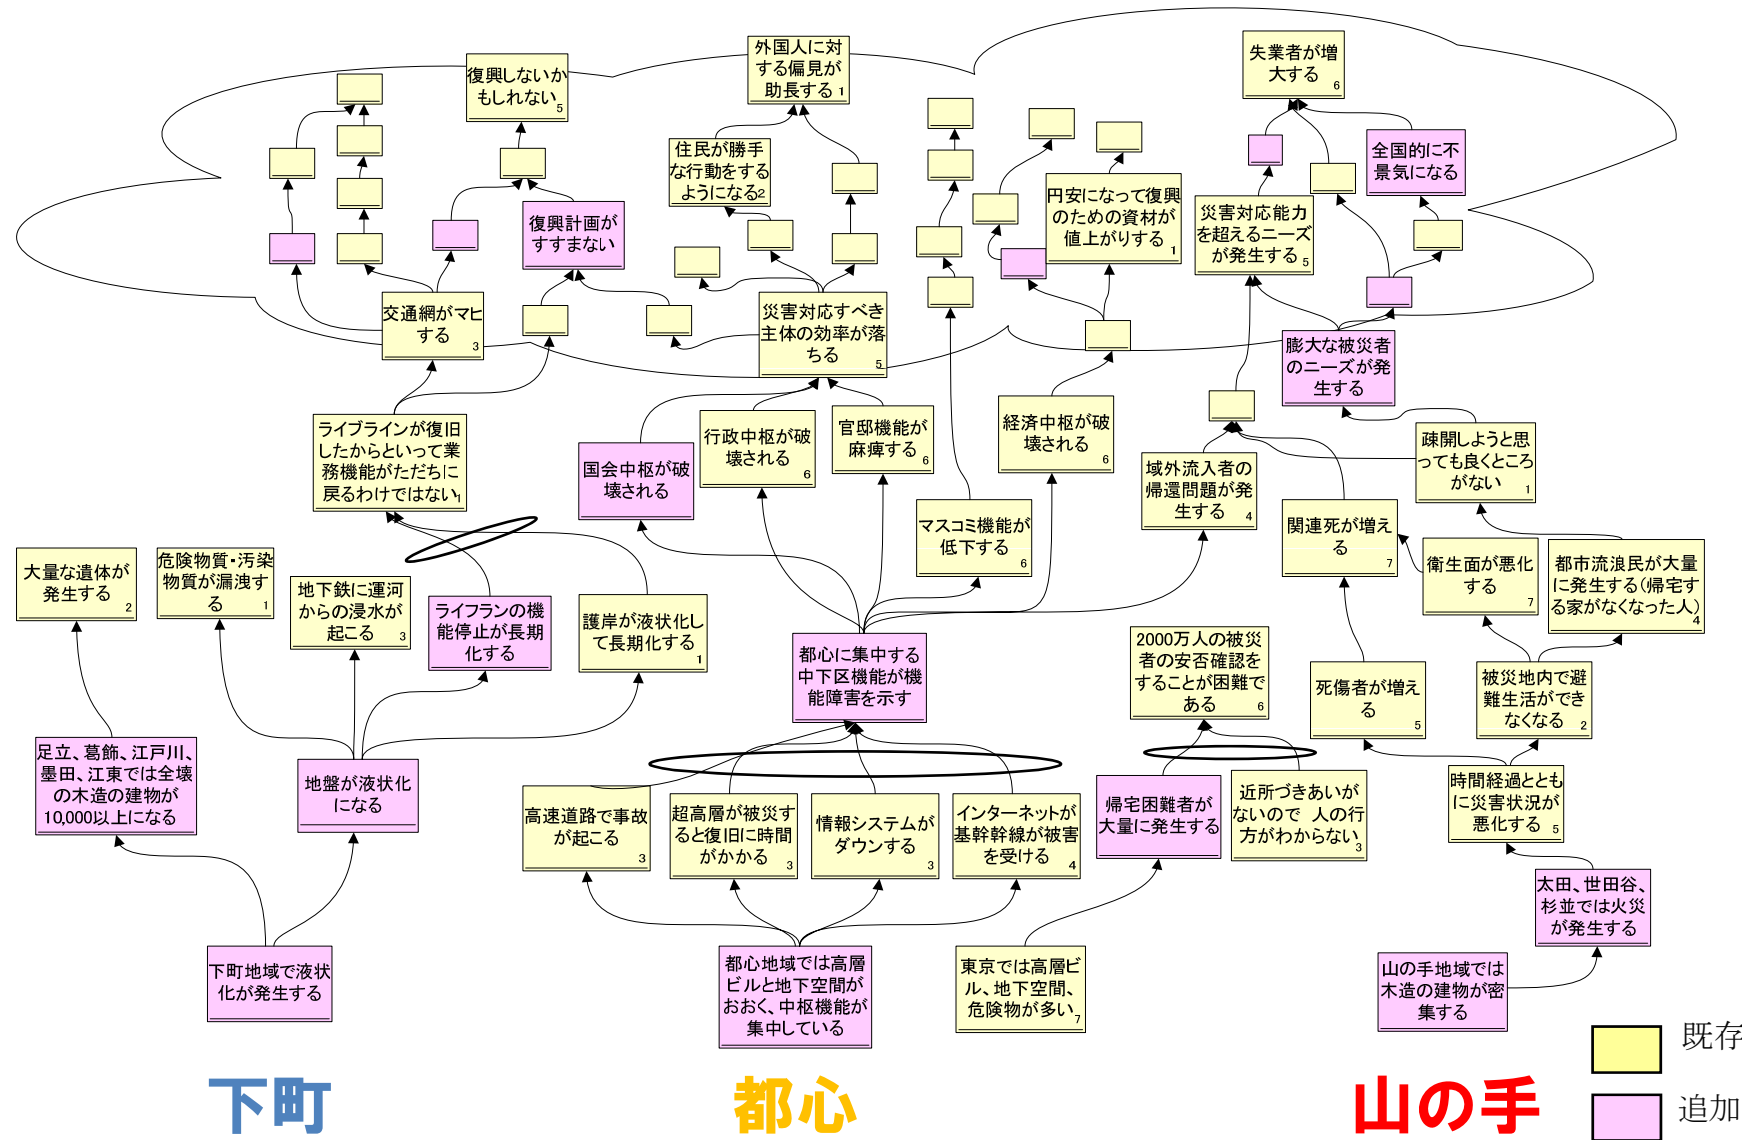 復興しないか
もしれない
5
外国人に対
する偏見が
助長する 1
失業者が増
大する
6
住民が勝手
な行動をする
ようになる2
全国的に不
景気になる
復興計画が
すすまない
円安になって復興
のための資材が
値上がりする
1
災害対応能力
を超えるニーズ
が発生する 5
交通網がマヒ
する
3
災害対応すべき
主体の効率が落
ちる
5
膨大な被災者
のニーズが発
生する
ライブラインが復旧
したからといって業
務機能がただちに
戻るわけではない1
国会中枢が破
壊される
行政中枢が破
壊される
6
官邸機能が
麻痺する 6
経済中枢が破
壊される
6
マスコミ機能が
低下する
6
域外流入者の
帰還問題が発
生する 4
疎開しようと思
っても良くところ
がない
1
関連死が増え
る
7
衛生面が悪化
する
7
都市流浪民が大量
に発生する(帰宅す
る家がなくなった人)
4
大量な遺体が
発生する 2
危険物質・汚染
物質が漏洩す
る 1
地下鉄に運河
からの浸水が
起こる 3
ライフランの機
能停止が長期
化する
護岸が液状化し
て長期化する
1
都心に集中する
中下区機能が機
能障害を示す
2000万人の被災
者の安否確認を
することが困難で
ある 6
死傷者が増え
る
5
被災地内で避
難生活ができ
なくなる 2
足立、葛飾、江戸川、
墨田、江東では全壊
の木造の建物が
10,000以上になる
地盤が液状化
になる
高速道路で事故
が起こる
3
超高層が被災す
ると復旧に時間
がかかる 3
情報システムが
ダウンする
3
インターネットが
基幹幹線が被害
を受ける 4
帰宅困難者が
大量に発生する
近所づきあいが
ないので 人の行
方がわからない
3
時間経過ととも
に災害状況が
悪化する 5
太田、世田谷、
杉並では火災
が発生する
下町地域で液状
化が発生する
都心地域では高層
ビルと地下空間が
おおく、中枢機能が
集中している
東京では高層ビ
ル、地下空間、
危険物が多い
7
山の手地域では
木造の建物が密
集する
下町
都心
山の手
既存
追加